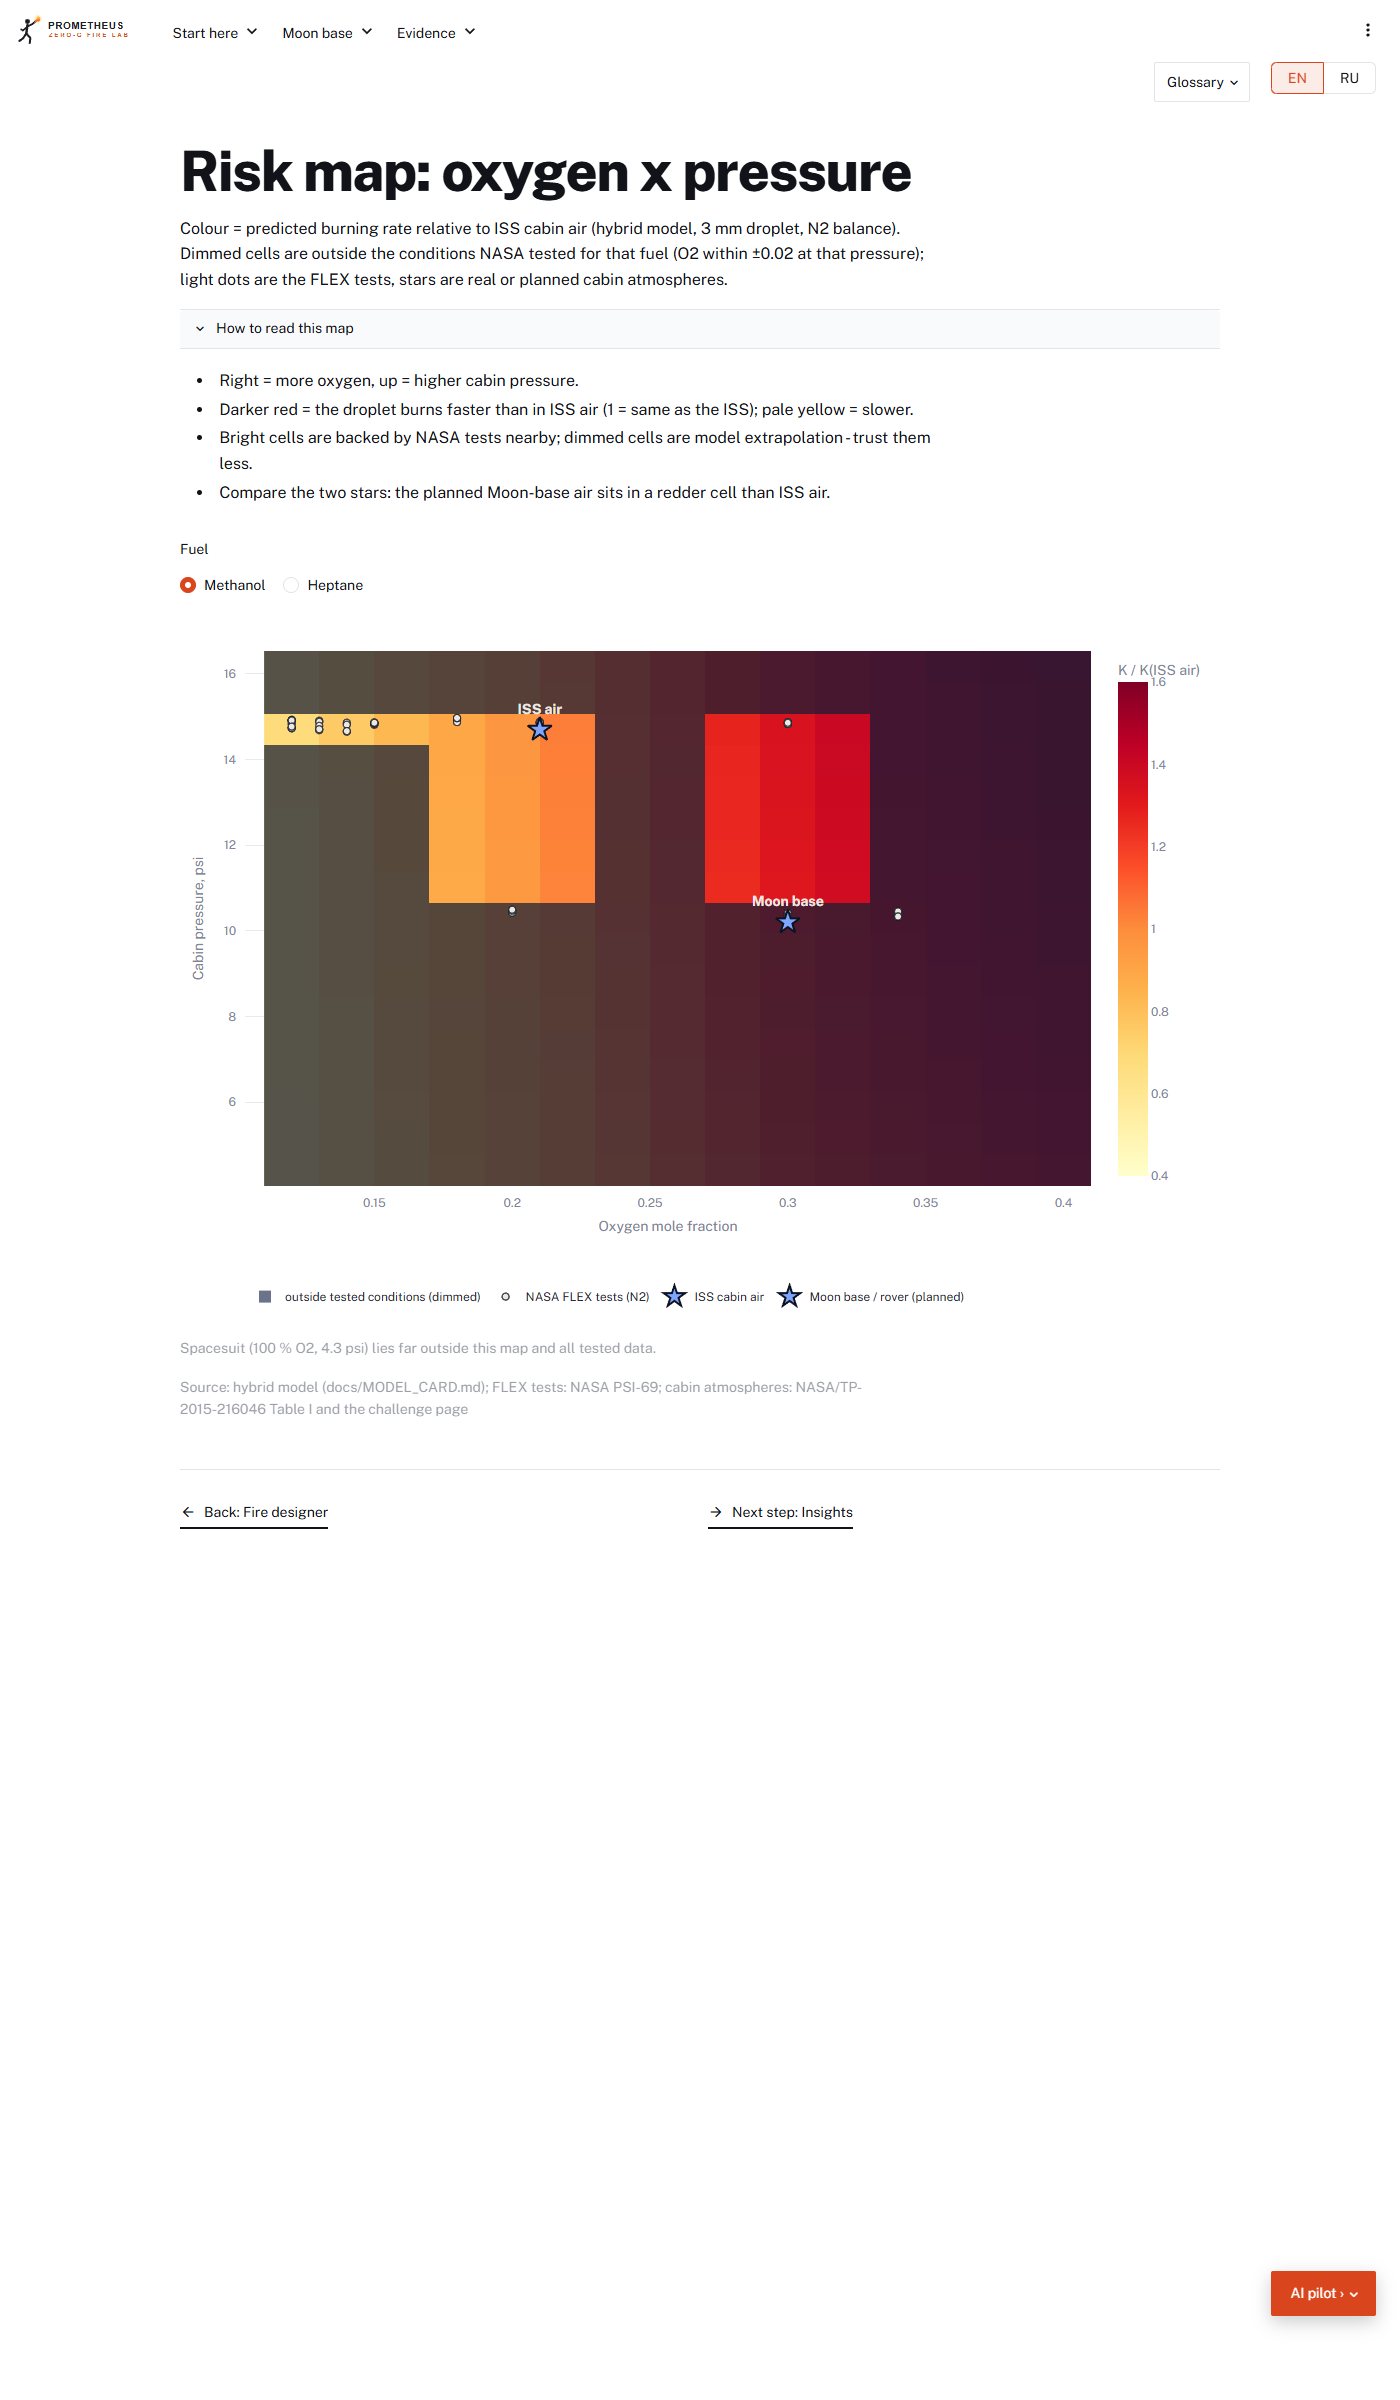 PROMETHEUS
ZERO-G FIRE LAB
Start here
Moon base
Evidence
Glossary
EN
RU
Risk map: oxygen x pressure
Colour = predicted burning rate relative to ISS cabin air (hybrid model, 3 mm droplet, N2 balance).
Dimmed cells are outside the conditions NASA tested for that fuel (O2 within ±0.02 at that pressure);
light dots are the FLEX tests, stars are real or planned cabin atmospheres.
How to read this map
• Right = more oxygen, up = higher cabin pressure.
• Darker red = the droplet burns faster than in ISS air (1 = same as the ISS); pale yellow = slower.
• Bright cells are backed by NASA tests nearby; dimmed cells are model extrapolation - trust them
less.
• Compare the two stars: the planned Moon-base air sits in a redder cell than ISS air.
Fuel
Methanol
Heptane
K / K(ISS air)
1.6
1.4
1.2
1
0.8
0.6
0.4
16
14
12
10
8
6
Cabin pressure, psi
ISS air
Moon base
0.15
0.2
0.25
0.3
0.35
0.4
Oxygen mole fraction
outside tested conditions (dimmed)
NASA FLEX tests (N2)
ISS cabin air
Moon base / rover (planned)
Spacesuit (100 % O2, 4.3 psi) lies far outside this map and all tested data.
Source: hybrid model (docs/MODEL_CARD.md); FLEX tests: NASA PSI-69; cabin atmospheres: NASA/TP-
2015-216046 Table I and the challenge page
← Back: Fire designer
→ Next step: Insights
AI pilot ›